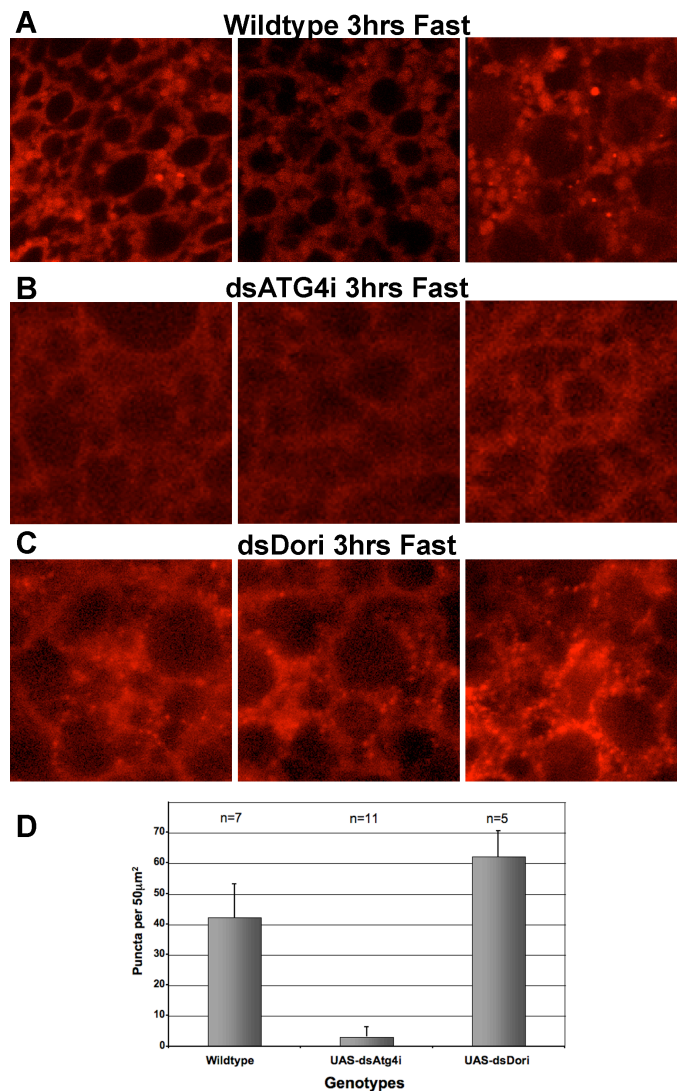 A
Wildtype 3hrs Fast
B
dsATG4i 3hrs Fast
C
dsDori 3hrs Fast
D
n=7 n=11 n=5
Puncta per 50µm²
70
60
50
40
30
20
10
0
Wildtype UAS-dsAtg4i UAS-dsDori
Genotypes